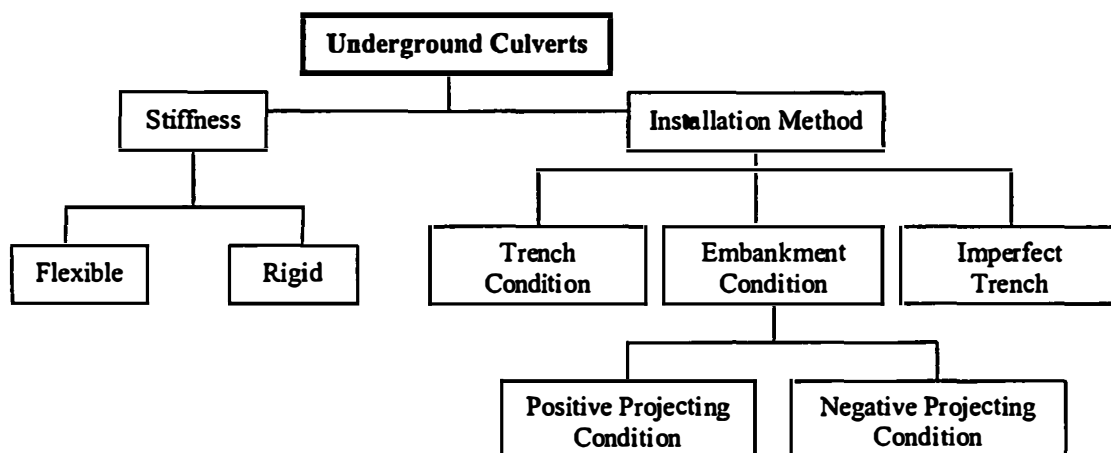 Underground Culverts
Stiffness
Installation Method
Flexible
Rigid
Trench
Condition
Embankment
Condition
Imperfect
Trench
Positive Projecting
Condition
Negative Projecting
Condition